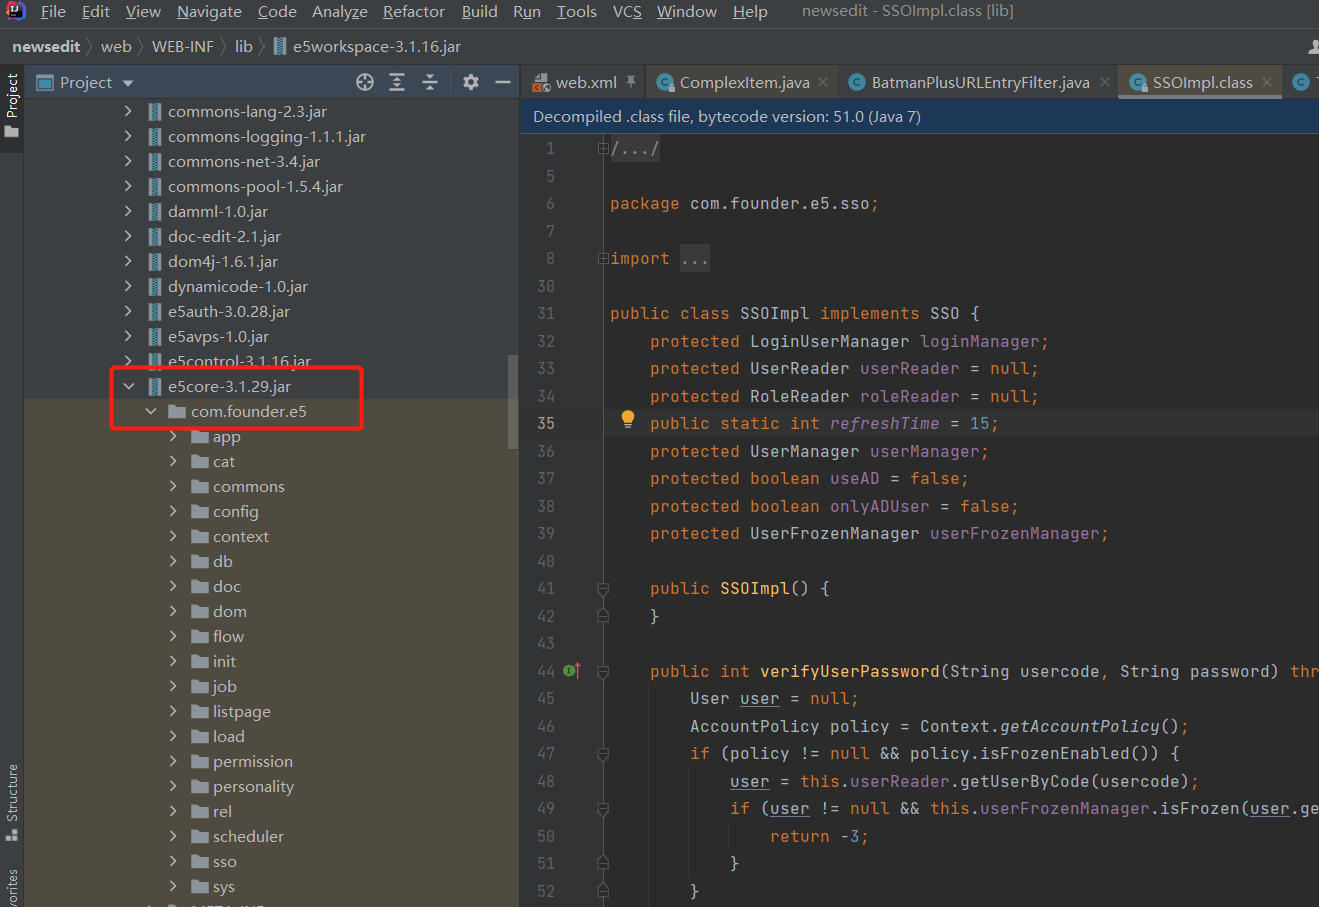 File Edit View Navigate Code Analyze Refactor Build Run Tools VCS Window Help newsedit - SSOImpl.class [lib]
newsedit web WEB-INF lib e5workspace-3.1.16.jar
Project
Project
web.xml ComplexItem.java BatmanPlusURLEntryFilter.java SSOImpl.class
Decompiled .class file, bytecode version: 51.0 (Java 7)
commons-lang-2.3.jar
commons-logging-1.1.1.jar
commons-net-3.4.jar
commons-pool-1.5.4.jar
damml-1.0.jar
doc-edit-2.1.jar
dom4j-1.6.1.jar
dynamicode-1.0.jar
e5auth-3.0.28.jar
e5avps-1.0.jar
e5control-3.1.16.jar
e5core-3.1.29.jar
com.founder.e5
app
cat
commons
config
context
db
doc
dom
flow
init
job
listpage
load
permission
personality
rel
scheduler
sso
sys
Structure
1 /.../
5
6 package com.founder.e5.sso;
7
8 import ...
30
31 public class SSOImpl implements SSO {
32 protected LoginUserManager loginManager;
33 protected UserReader userReader = null;
34 protected RoleReader roleReader = null;
35 public static int refreshTime = 15;
36 protected UserManager userManager;
37 protected boolean useAD = false;
38 protected boolean onlyADUser = false;
39 protected UserFrozenManager userFrozenManager;
40
41 public SSOImpl() {
42 }
43
44 public int verifyUserPassword(String usercode, String password) thr
45 User user = null;
46 AccountPolicy policy = Context.getAccountPolicy();
47 if (policy != null && policy.isFrozenEnabled()) {
48 user = this.userReader.getUserByCode(usercode);
49 if (user != null && this.userFrozenManager.isFrozen(user.ge
50 return -3;
51 }
52 }